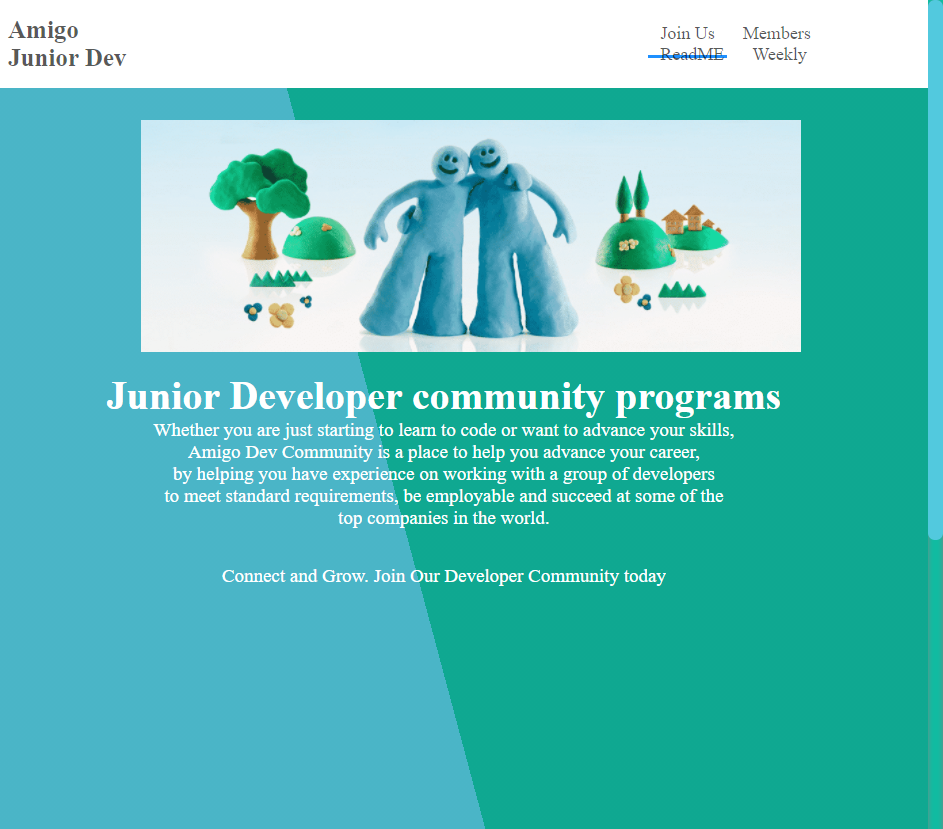 Amigo
Junior Dev
Join Us Members
ReadME Weekly
Junior Developer community programs
Whether you are just starting to learn to code or want to advance your skills,
Amigo Dev Community is a place to help you advance your career,
by helping you have experience on working with a group of developers
to meet standard requirements, be employable and succeed at some of the
top companies in the world.
Connect and Grow. Join Our Developer Community today